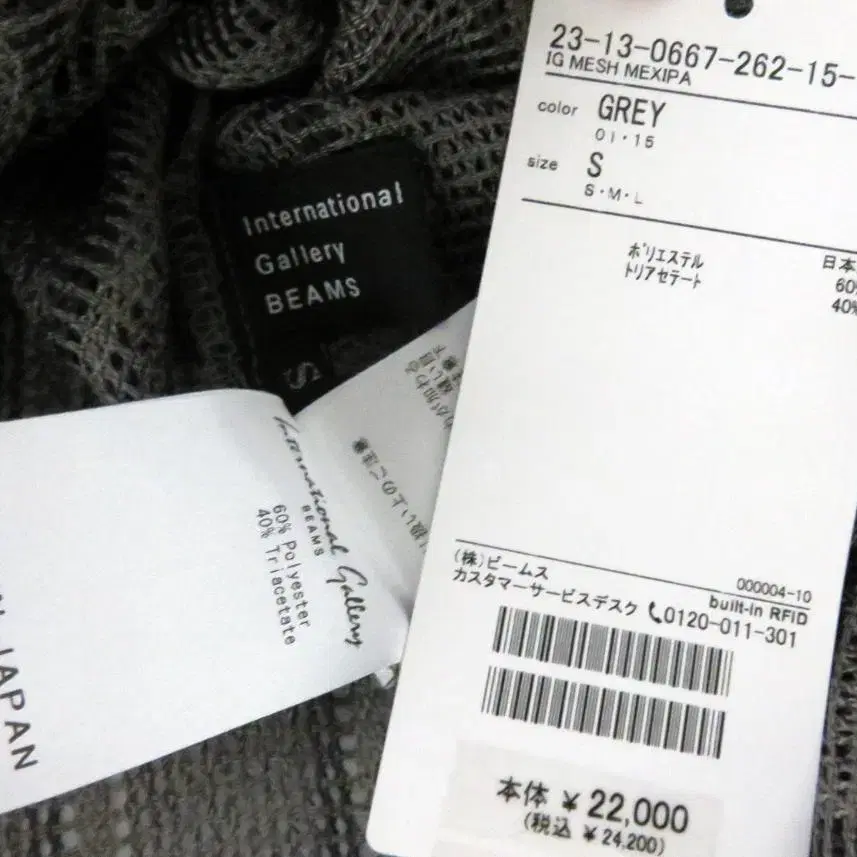 International
Gallery
BEAMS
S
23-13-0667-262-15-
IG MESH MEXIPA
color GREY
01・15
size S
S・M・L
ポリエステル 60%
トリアセテート 40%
日本
(株)ビームス
000004-10
built-in RFID
カスタマーサービスデスク 0120-011-301
本体 ¥22,000
(税込 ¥24,200)
International Gallery
BEAMS
60% Polyester
40% Triacetate
JAPAN